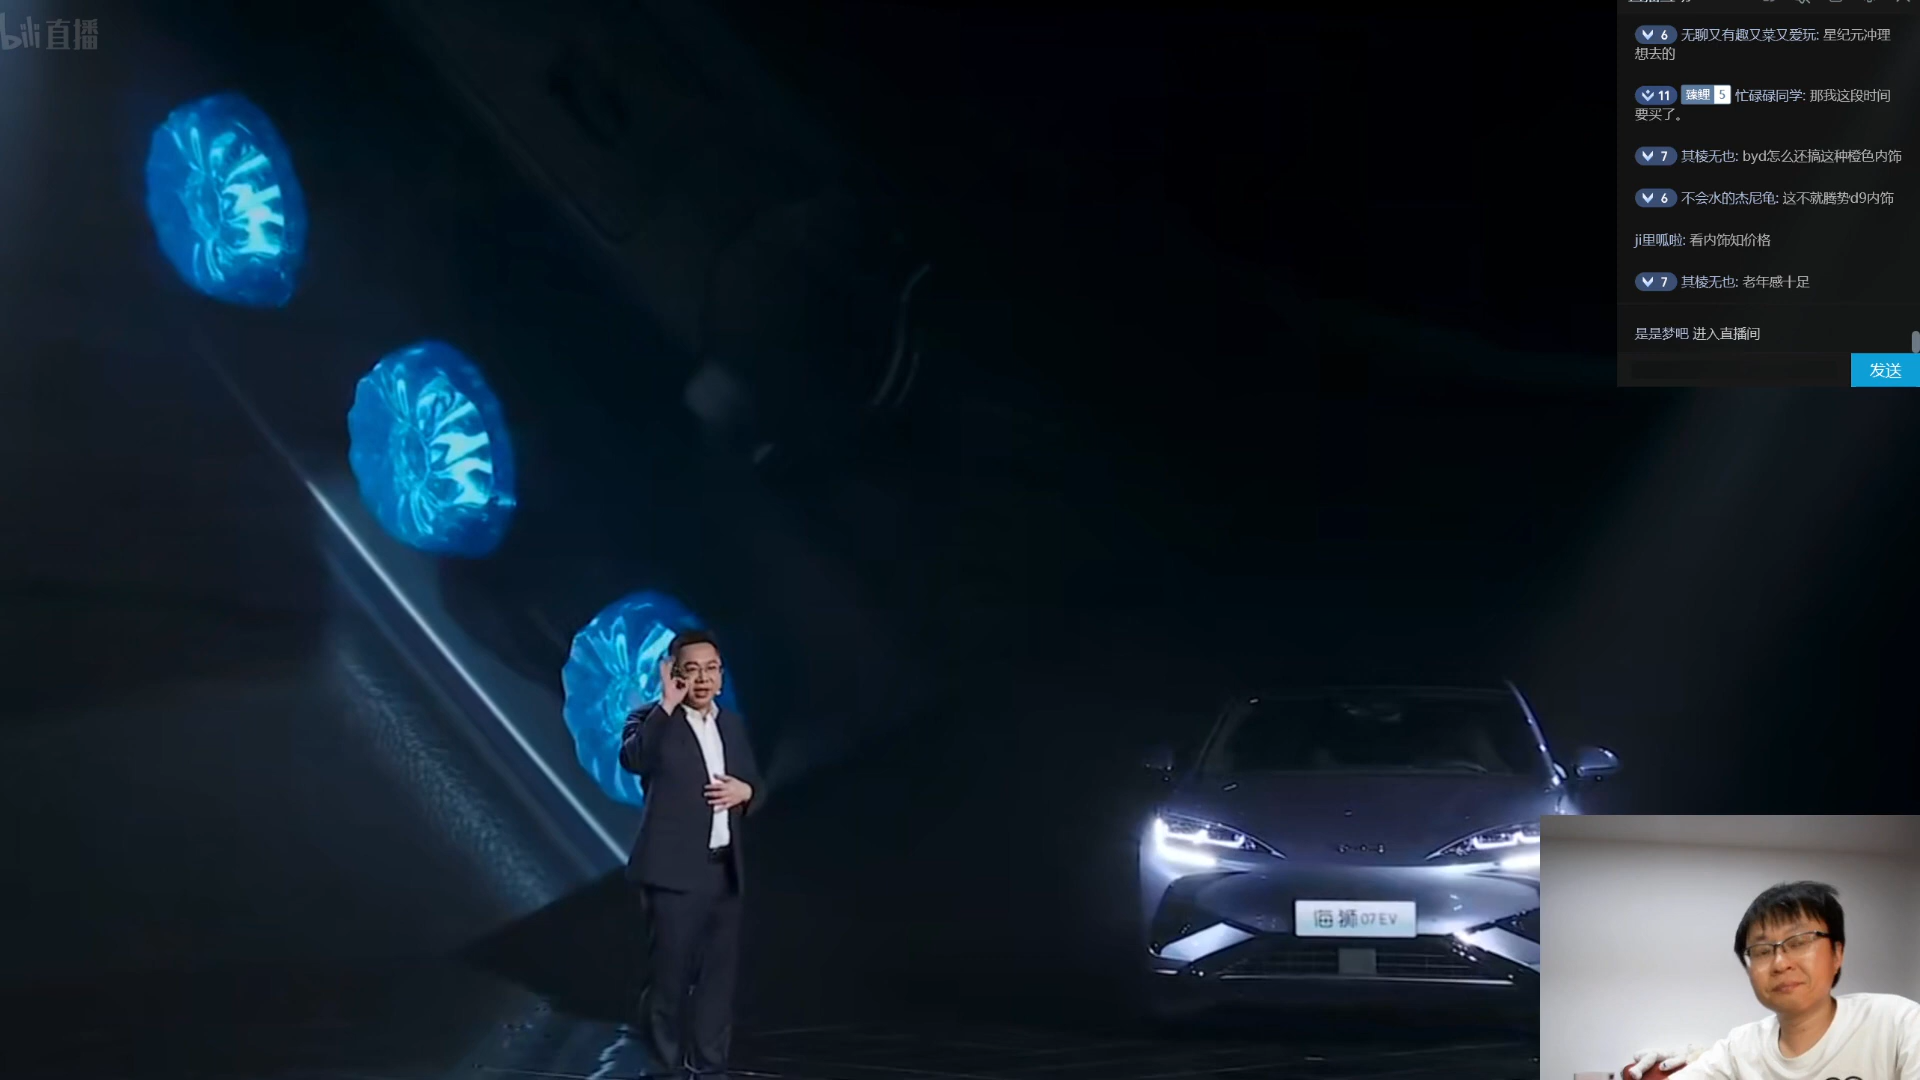 bili直播
6 无聊又有趣又菜又爱玩: 星纪元冲理
想去的
11 臻鲤 5 忙碌碌同学: 那我这段时间
要买了。
7 其棱无也: byd怎么还搞这种橙色内饰
6 不会水的杰尼龟: 这不就腾势d9内饰
ji里呱啦: 看内饰知价格
7 其棱无也: 老年感十足
是是梦吧 进入直播间
发送
海狮07EV